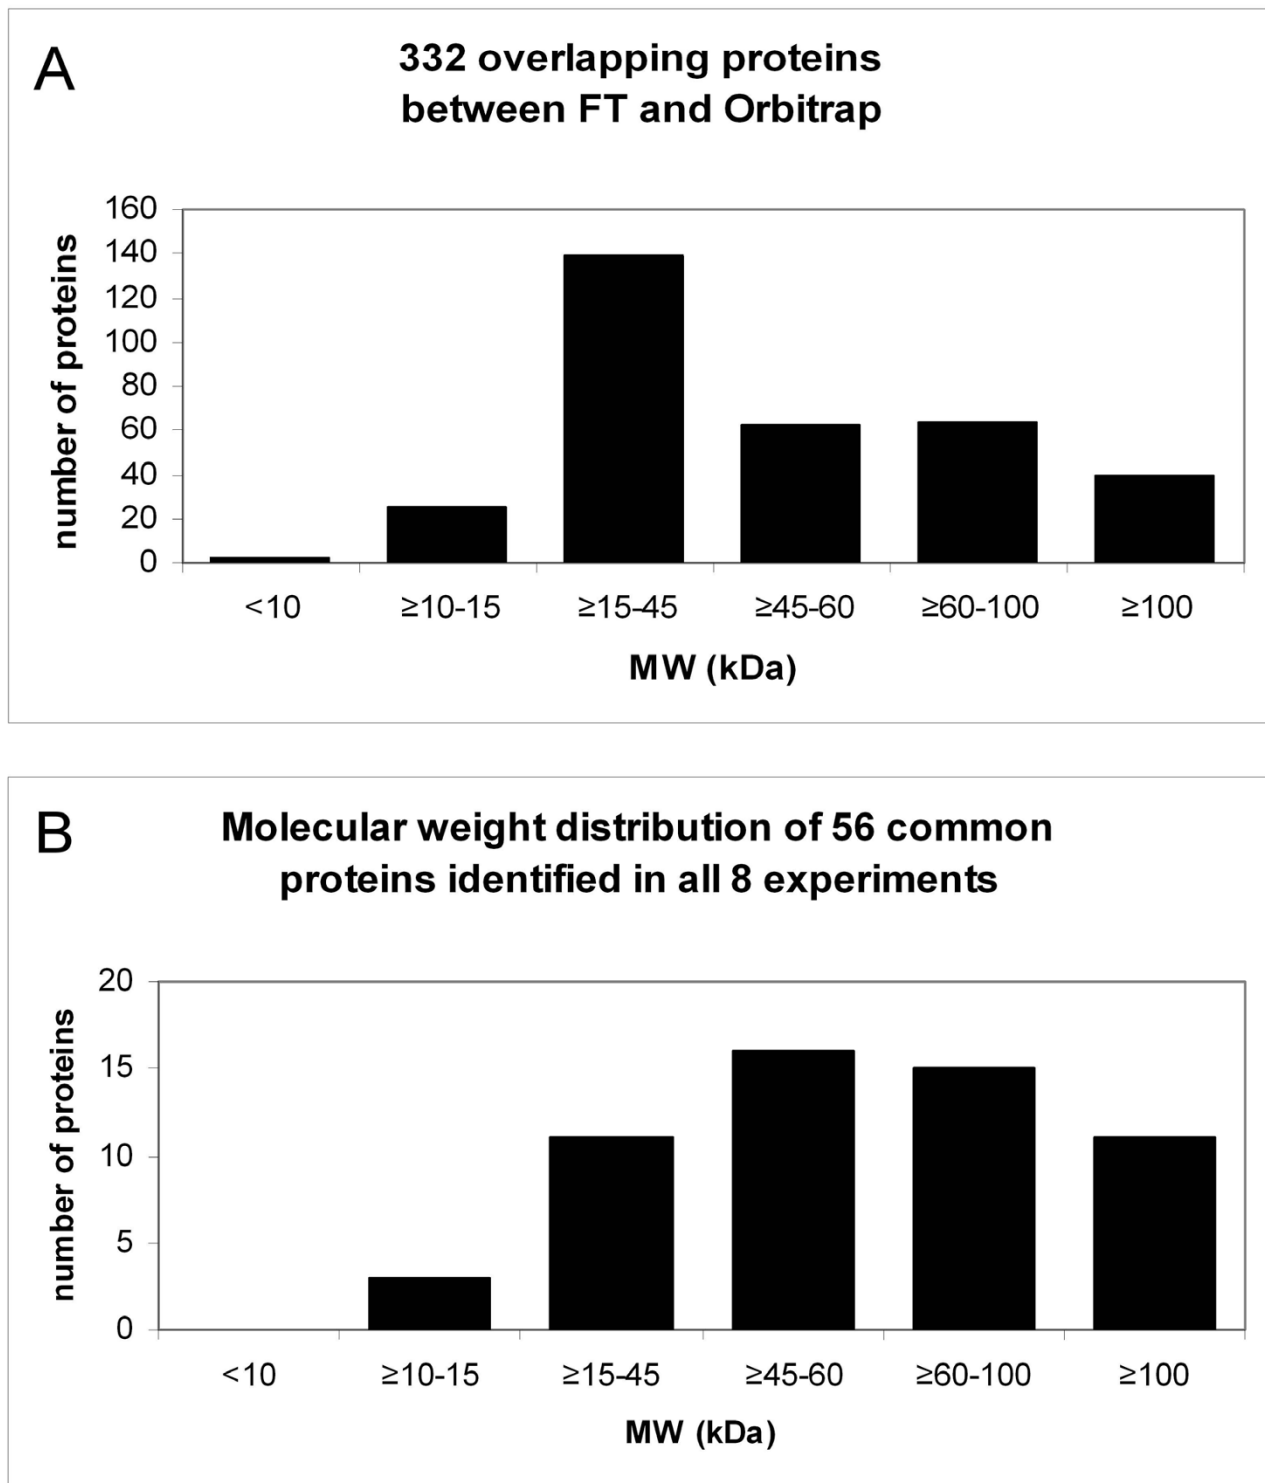 A
332 overlapping proteins
between FT and Orbitrap
number of proteins
160
140
120
100
80
60
40
20
0
<10
≥10-15
≥15-45
≥45-60
≥60-100
≥100
MW (kDa)
B
Molecular weight distribution of 56 common
proteins identified in all 8 experiments
number of proteins
20
15
10
5
0
<10
≥10-15
≥15-45
≥45-60
≥60-100
≥100
MW (kDa)